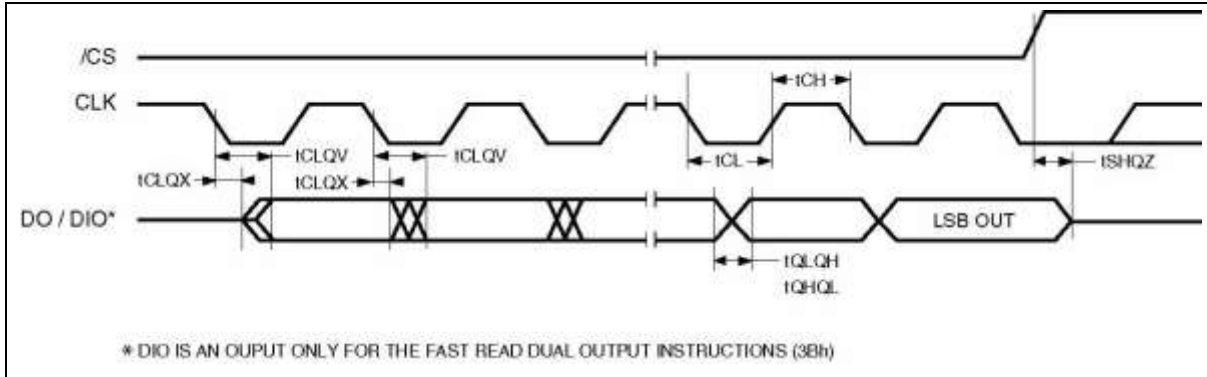 /CS
tCH
CLK
tCLQV
tCLQV
tCL
tSHQZ
tCLQX
tCLQX
DO / DIO*
LSB OUT
tQLQH
tQHQL
* DIO IS AN OUPUT ONLY FOR THE FAST READ DUAL OUTPUT INSTRUCTIONS (3Bh)